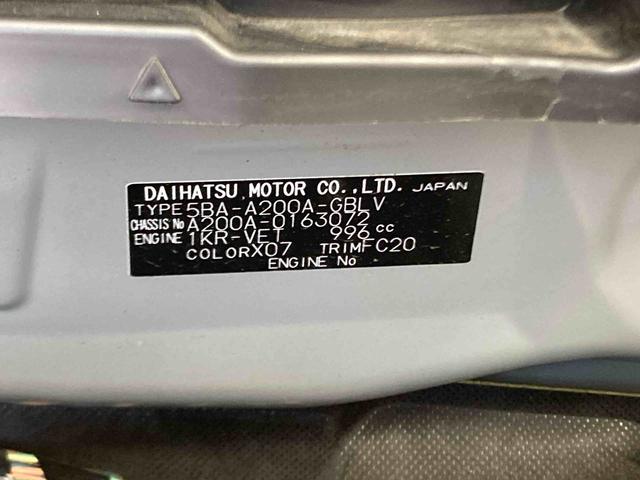 DAIHATSU MOTOR CO.,LTD. JAPAN
TYPE 5BA-A200A-GBLV
CHASSIS No A200A-0163072
ENGINE 1KR-VET 996 cc
COLOR X07 TRIM FC20
ENGINE No